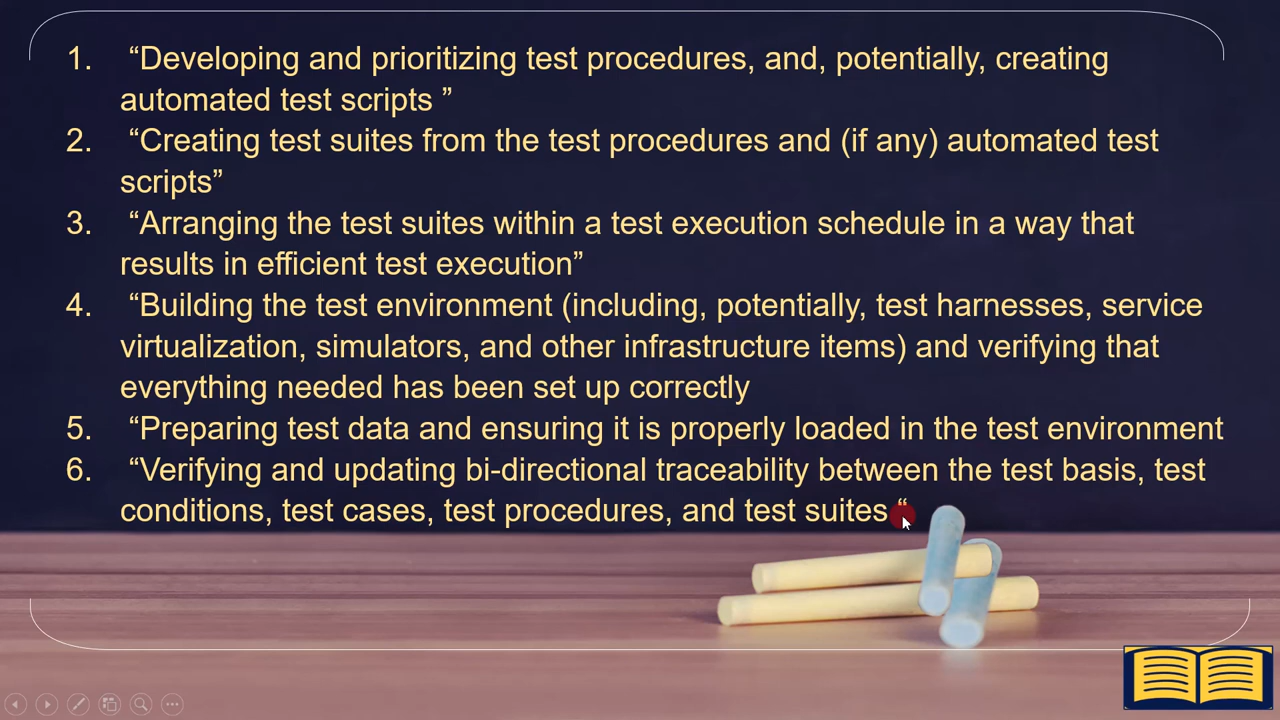 1. “Developing and prioritizing test procedures, and, potentially, creating
automated test scripts ”
2. “Creating test suites from the test procedures and (if any) automated test
scripts”
3. “Arranging the test suites within a test execution schedule in a way that
results in efficient test execution”
4. “Building the test environment (including, potentially, test harnesses, service
virtualization, simulators, and other infrastructure items) and verifying that
everything needed has been set up correctly
5. “Preparing test data and ensuring it is properly loaded in the test environment
6. “Verifying and updating bi-directional traceability between the test basis, test
conditions, test cases, test procedures, and test suites“